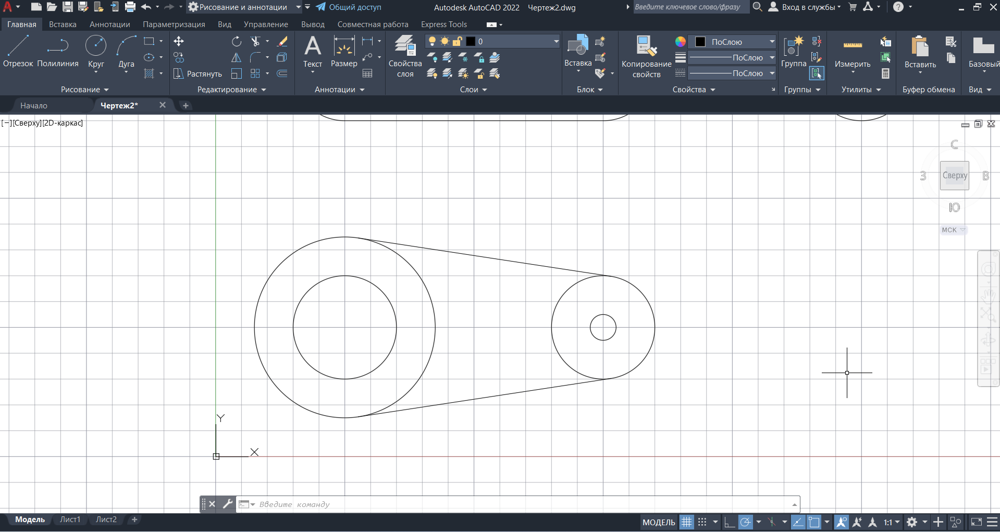 Рисование и аннотации
Общий доступ
Autodesk AutoCAD 2022 Чертеж2.dwg
Введите ключевое слово/фразу
Вход в службы
Главная
Вставка
Аннотации
Параметризация
Вид
Управление
Вывод
Совместная работа
Express Tools
Отрезок
Полилиния
Круг
Дуга
Рисование
Растянуть
Редактирование
Текст
Размер
Аннотации
Свойства слоя
0
Слои
Вставка
Блок
Копирование свойств
ПоСлою
ПоСлою
ПоСлою
Свойства
Группа
Группы
Измерить
Утилиты
Вставить
Буфер обмена
Базовый
Вид
Начало
Чертеж2*
[−][Сверху][2D-каркас]
С
З
Сверху
В
Ю
МСК
Y
X
Введите команду
Модель
Лист1
Лист2
МОДЕЛЬ
1:1